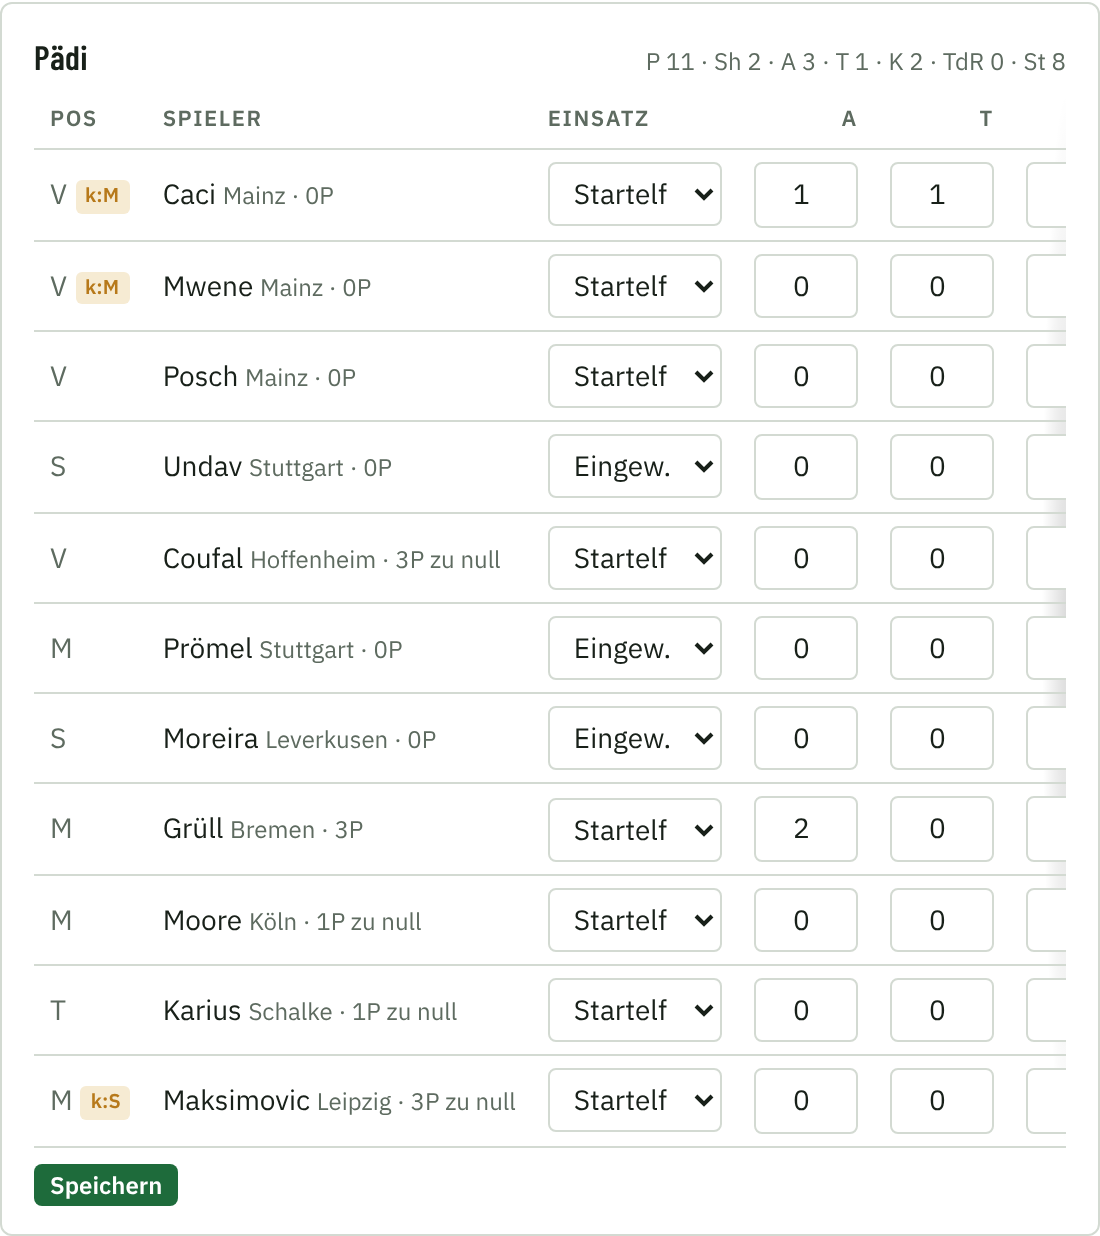 Pädi P 11 · Sh 2 · A 3 · T 1 · K 2 · TdR 0 · St 8
POS SPIELER EINSATZ A T
V k:M Caci Mainz · 0P Startelf 1 1
V k:M Mwene Mainz · 0P Startelf 0 0
V Posch Mainz · 0P Startelf 0 0
S Undav Stuttgart · 0P Eingew. 0 0
V Coufal Hoffenheim · 3P zu null Startelf 0 0
M Prömel Stuttgart · 0P Eingew. 0 0
S Moreira Leverkusen · 0P Eingew. 0 0
M Grüll Bremen · 3P Startelf 2 0
M Moore Köln · 1P zu null Startelf 0 0
T Karius Schalke · 1P zu null Startelf 0 0
M k:S Maksimovic Leipzig · 3P zu null Startelf 0 0
Speichern